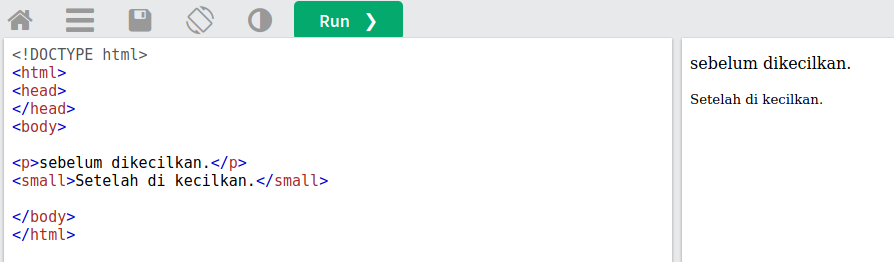 Run ❯
<!DOCTYPE html>
<html>
<head>
</head>
<body>
<p>sebelum dikecilkan.</p>
<small>Setelah di kecilkan.</small>
</body>
</html>
sebelum dikecilkan.
Setelah di kecilkan.